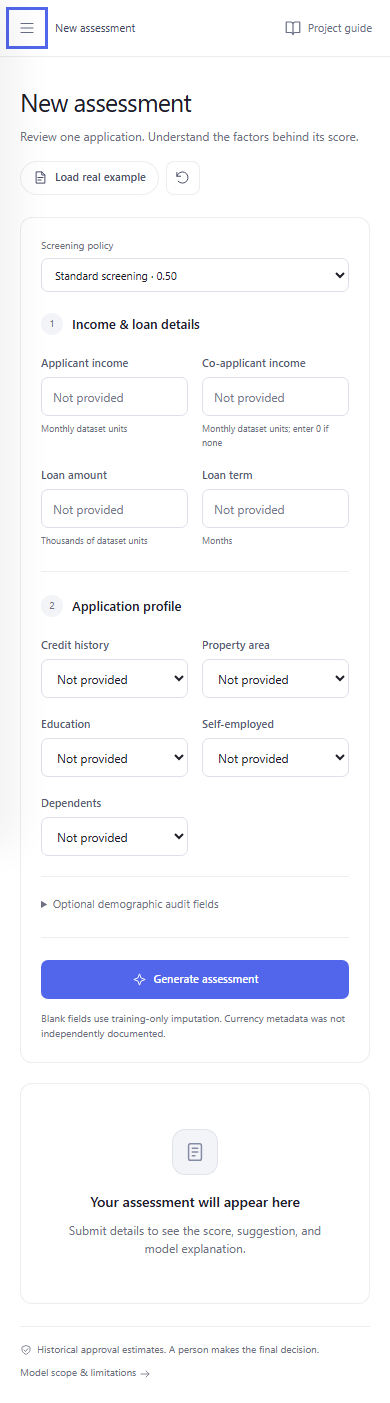 New assessment
Project guide
New assessment
Review one application. Understand the factors behind its score.
Load real example
Screening policy
Standard screening · 0.50
1
Income & loan details
Applicant income
Co-applicant income
Not provided
Not provided
Monthly dataset units
Monthly dataset units; enter 0 if
none
Loan amount
Loan term
Not provided
Not provided
Thousands of dataset units
Months
2
Application profile
Credit history
Property area
Not provided
Not provided
Education
Self-employed
Not provided
Not provided
Dependents
Not provided
Optional demographic audit fields
Generate assessment
Blank fields use training-only imputation. Currency metadata was not
independently documented.
Your assessment will appear here
Submit details to see the score, suggestion, and
model explanation.
Historical approval estimates. A person makes the final decision.
Model scope & limitations →